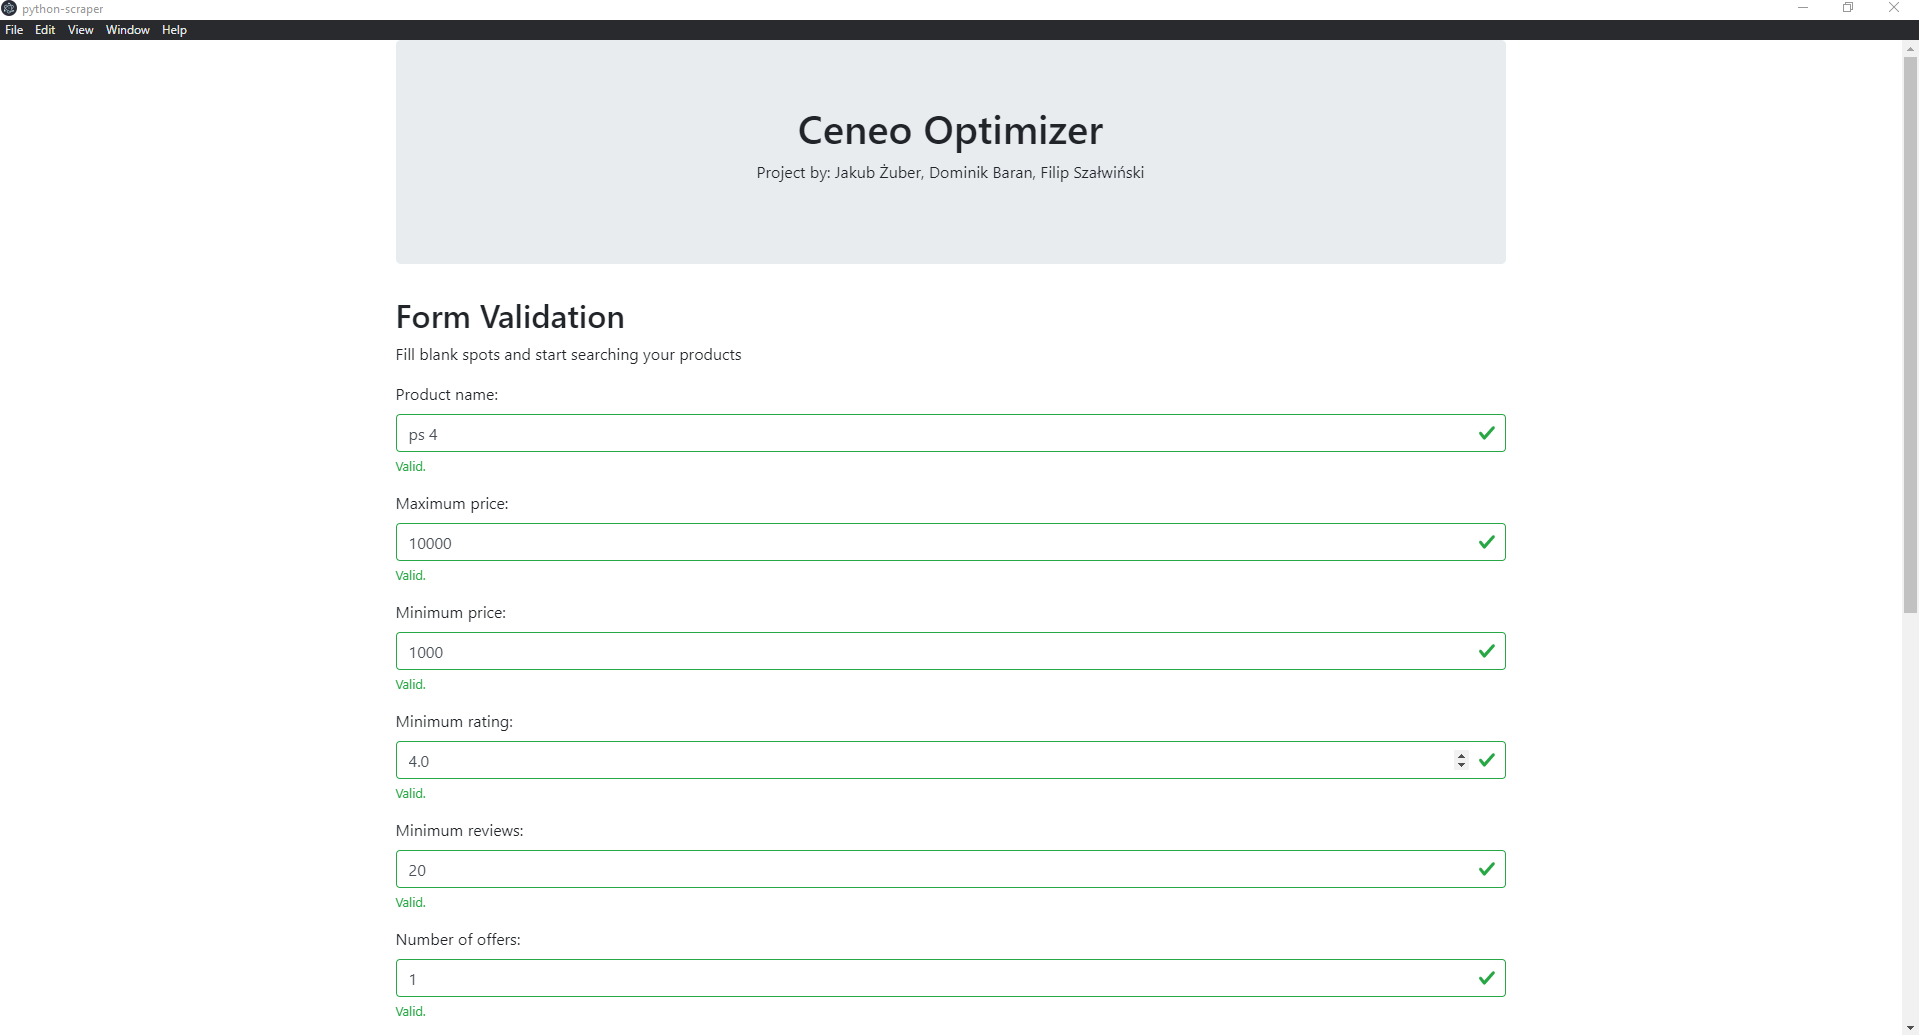 python-scraper
File Edit View Window Help
Ceneo Optimizer
Project by: Jakub Żuber, Dominik Baran, Filip Szałwiński
Form Validation
Fill blank spots and start searching your products
Product name:
ps 4
Valid.
Maximum price:
10000
Valid.
Minimum price:
1000
Valid.
Minimum rating:
4.0
Valid.
Minimum reviews:
20
Valid.
Number of offers:
1
Valid.